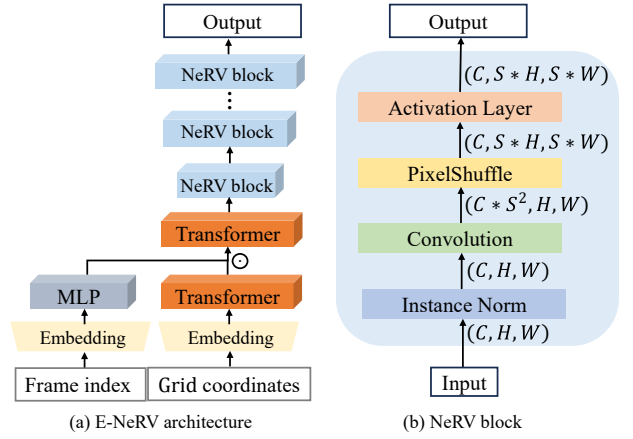 Output
NeRV block
NeRV block
NeRV block
Transformer
⊙
MLP
Transformer
Embedding
Embedding
Frame index
Grid coordinates
(a) E-NeRV architecture
Output
(C, S * H, S * W)
Activation Layer
(C, S * H, S * W)
PixelShuffle
(C * S², H, W)
Convolution
(C, H, W)
Instance Norm
(C, H, W)
Input
(b) NeRV block